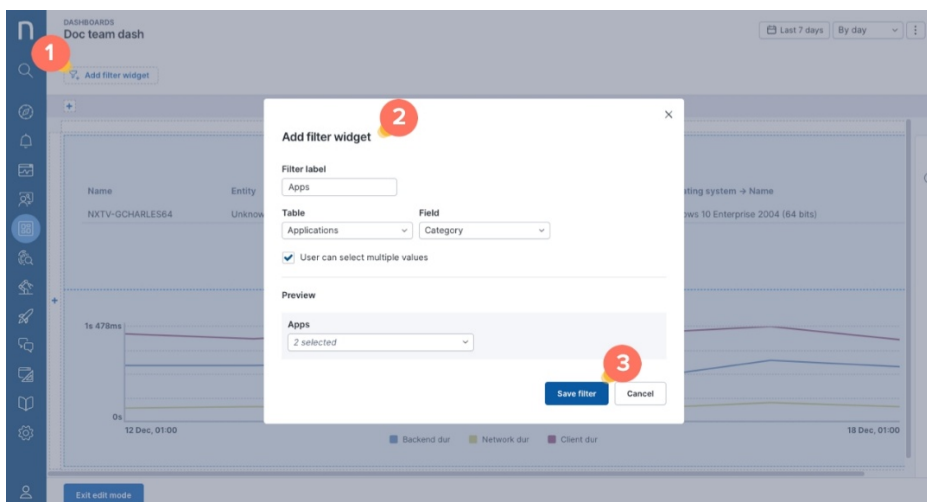 n
DASHBOARDS
Doc team dash
Last 7 days
By day
1
Add filter widget
2
Add filter widget
Filter label
Apps
Table
Field
Applications
Category
User can select multiple values
Preview
Apps
2 selected
3
Save filter
Cancel
Name
Entity
ating system → Name
NXTV-GCHARLES64
Unknow
ows 10 Enterprise 2004 (64 bits)
1s 478ms
0s
12 Dec, 01:00
18 Dec, 01:00
Backend dur
Network dur
Client dur
Exit edit mode